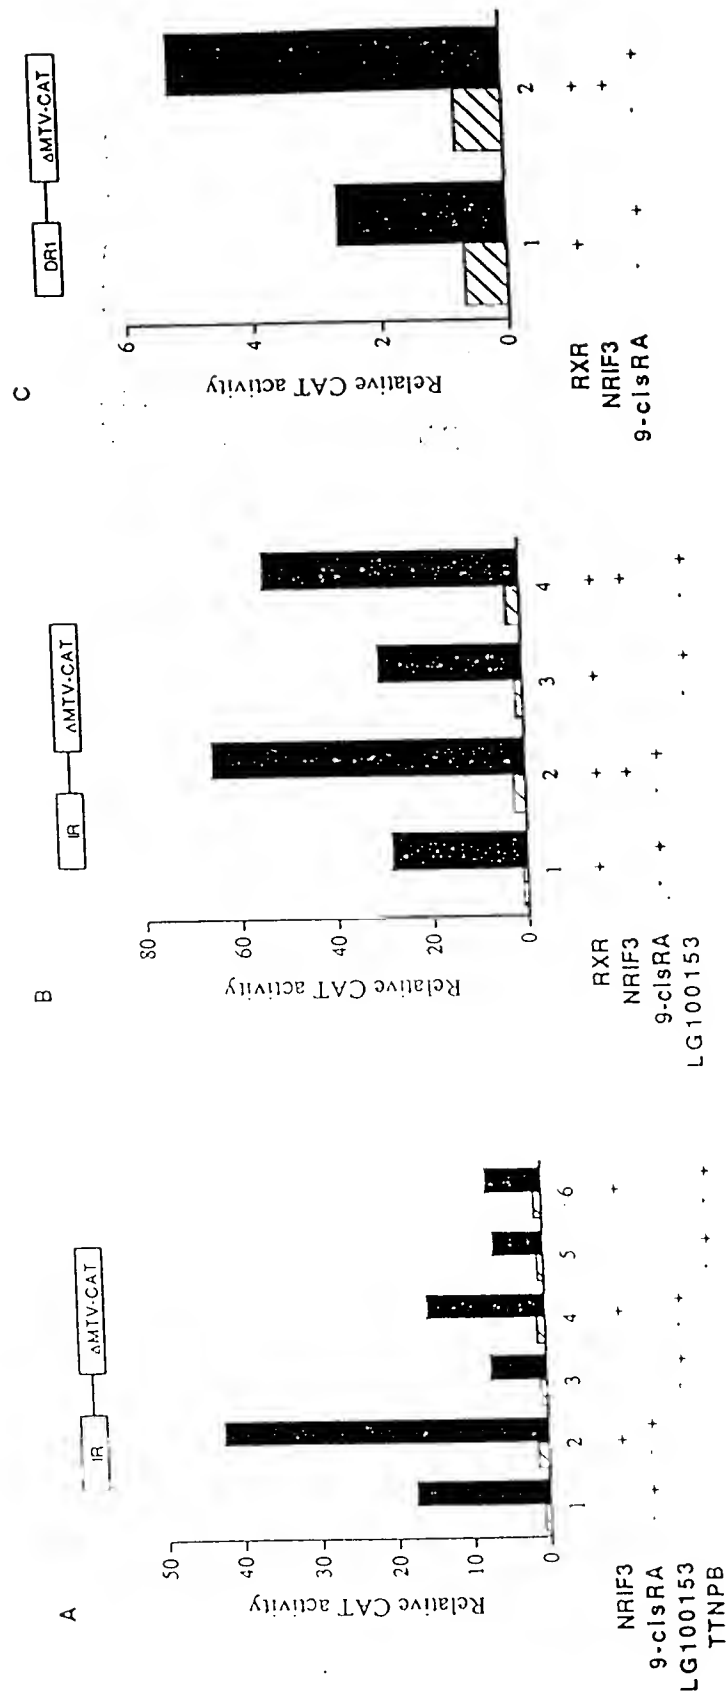 A
IR
ΔMTV-CAT
50
40
30
20
10
0
Relative CAT activity
1 2 3 4 5 6
NRIF3 + + +
9-cisRA - + - +
LG100153 - + - +
TTNPB - + - +
B
IR
ΔMTV-CAT
80
60
40
20
0
Relative CAT activity
1 2 3 4
RXR + + + +
NRIF3 + +
9-cisRA - + - +
LG100153 - + - +
C
DR1
ΔMTV-CAT
6
4
2
0
Relative CAT activity
1 2
RXR + +
NRIF3 +
9-cisRA - + - +